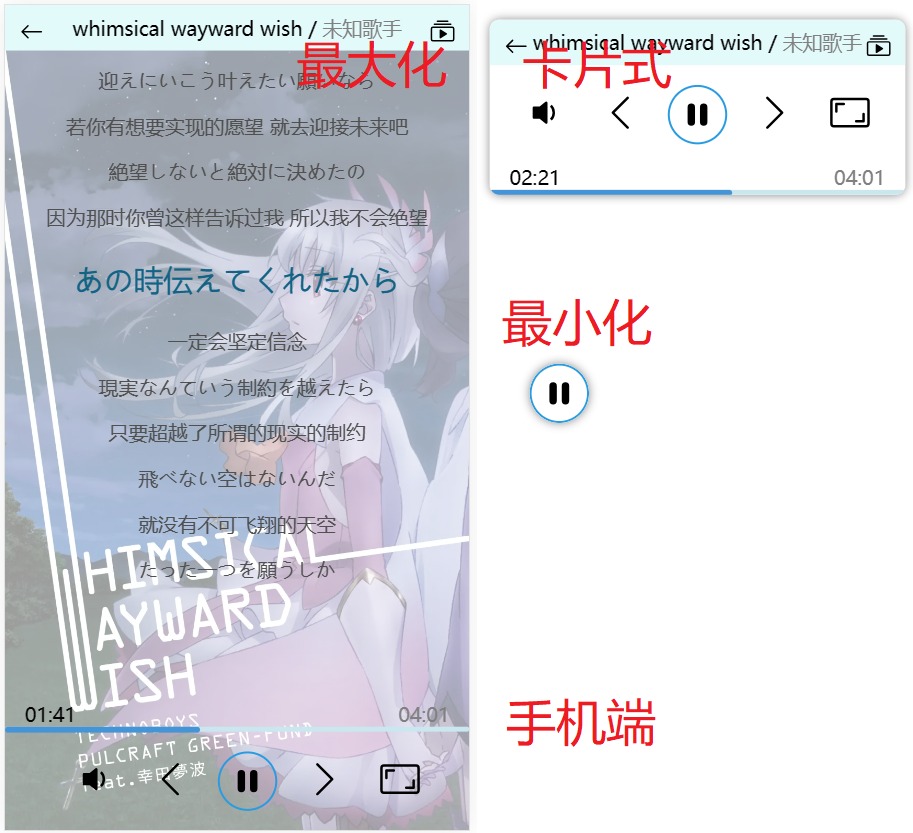 whimsical wayward wish / 未知歌手
最大化
迎えにいこう叶えたい願いなら
若你有想要实现的愿望 就去迎接未来吧
絶望しないと絶対に決めたの
因为那时你曾这样告诉过我 所以我不会绝望
あの時伝えてくれたから
一定会坚定信念
現実なんていう制約を越えたら
只要超越了所谓的现实的制约
飛べない空はないんだ
就没有不可飞翔的天空
たった一つを願うしか
WHIMSICAL
WAYWARD
WISH
01:41
04:01
TECHNOBOYS
PULCRAFT GREEN-FUND
feat.幸田夢波
whimsical wayward wish / 未知歌手
卡片式
02:21
04:01
最小化
手机端